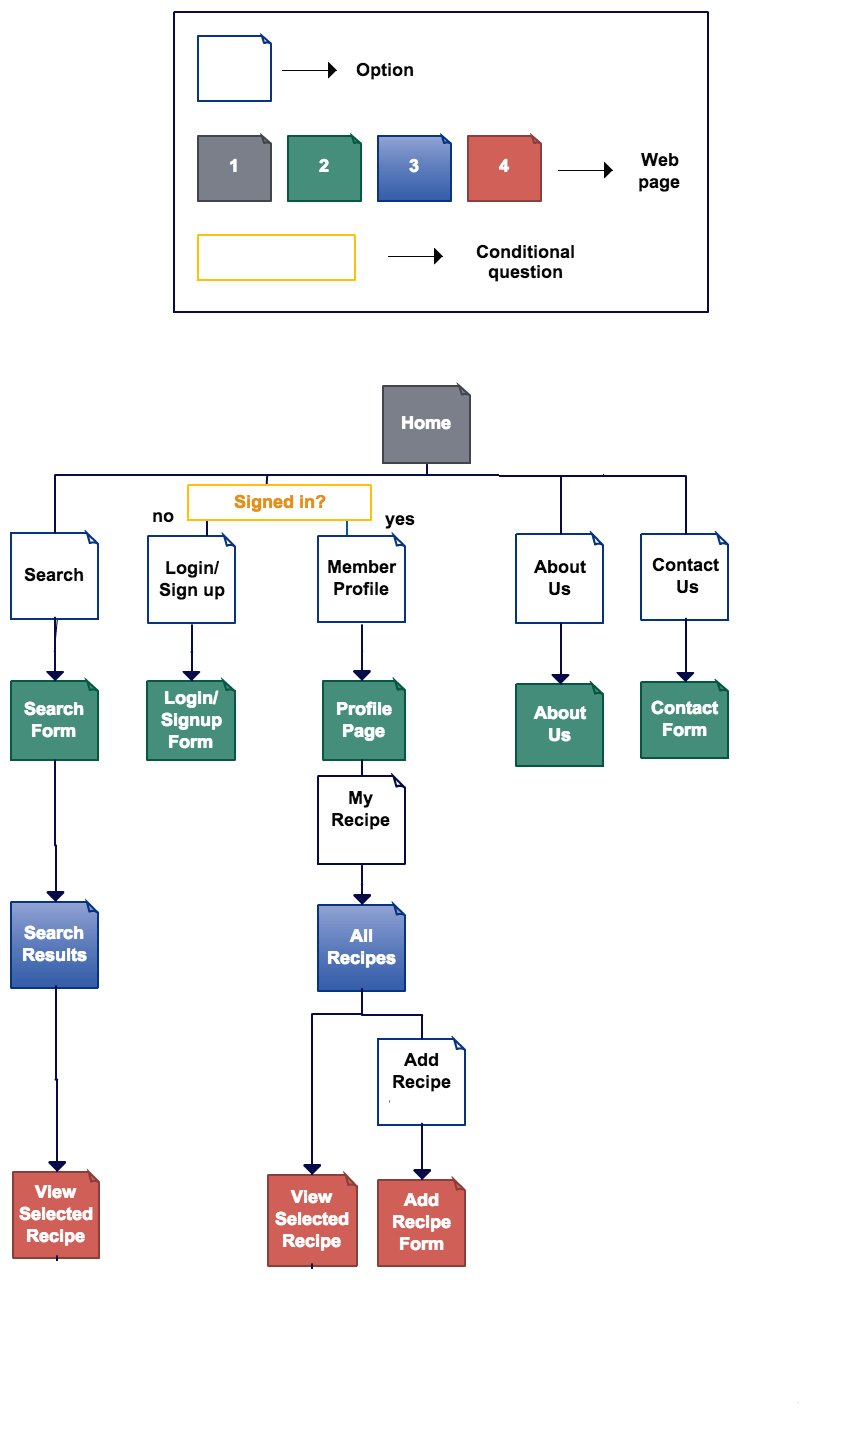 Option
1 2 3 4
Web
page
Conditional
question
Home
Signed in?
no
yes
Search
Login/
Sign up
Member
Profile
About
Us
Contact
Us
Search
Form
Login/
Signup
Form
Profile
Page
About
Us
Contact
Form
My
Recipe
Search
Results
All
Recipes
Add
Recipe
View
Selected
Recipe
View
Selected
Recipe
Add
Recipe
Form